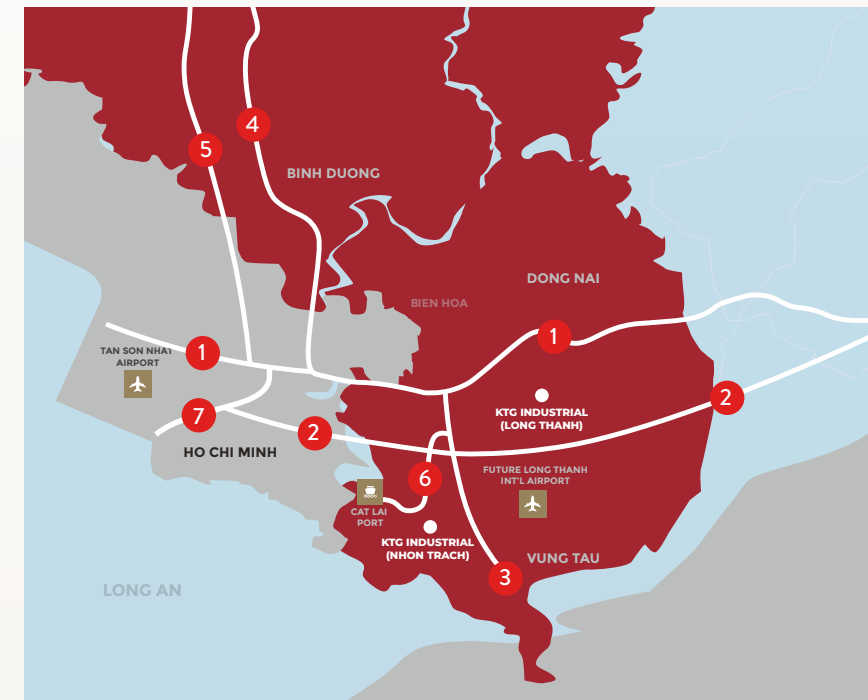 4
5
BINH DUONG
DONG NAI
BIEN HOA
1
1
TAN SON NHAT
AIRPORT
2
7
KTG INDUSTRIAL
(LONG THANH)
2
HO CHI MINH
6
FUTURE LONG THANH
INT'L AIRPORT
CAT LAI
PORT
KTG INDUSTRIAL
(NHON TRACH)
VUNG TAU
3
LONG AN